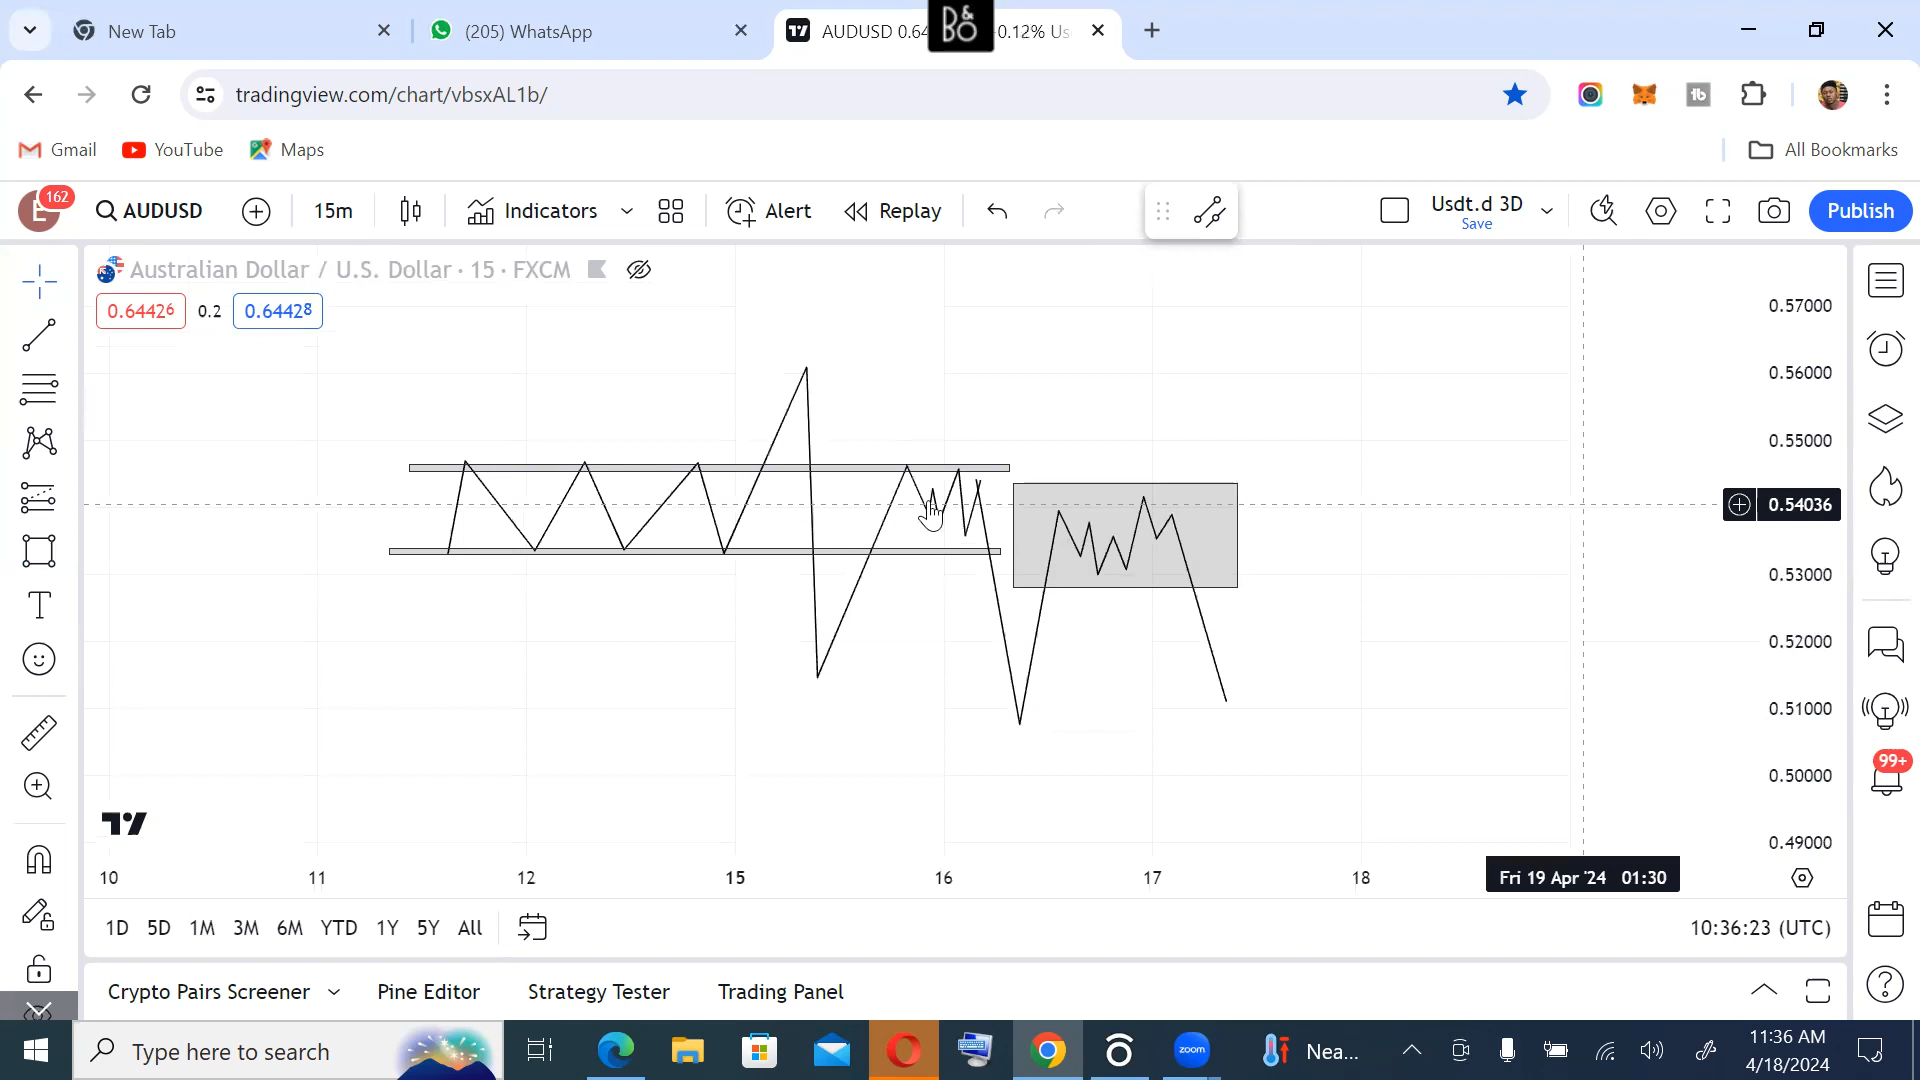 New Tab
(205) WhatsApp
AUDUSD 0.64
B&O
0.12% Us
tradingview.com/chart/vbsxAL1b/
Gmail
YouTube
Maps
All Bookmarks
E
162
AUDUSD
15m
Indicators
Alert
Replay
Usdt.d 3D
Save
Publish
Australian Dollar / U.S. Dollar · 15 · FXCM
0.64426
0.2
0.64428
0.57000
0.56000
0.55000
0.54036
0.53000
0.52000
0.51000
0.50000
0.49000
10
11
12
15
16
17
18
Fri 19 Apr '24 01:30
99+
1D 5D 1M 3M 6M YTD 1Y 5Y All
10:36:23 (UTC)
Crypto Pairs Screener
Pine Editor
Strategy Tester
Trading Panel
Type here to search
zoom
Nea...
11:36 AM
4/18/2024